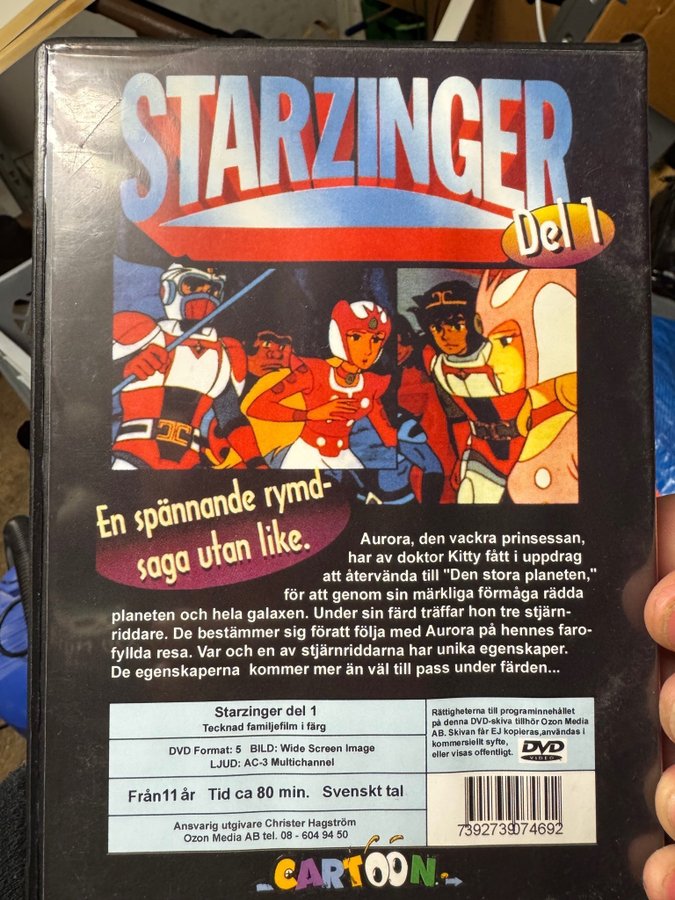 STARZINGER
Del 1
En spännande rymd-
saga utan like.
Aurora, den vackra prinsessan,
har av doktor Kitty fått i uppdrag
att återvända till "Den stora planeten,"
för att genom sin märkliga förmåga rädda
planeten och hela galaxen. Under sin färd träffar hon tre stjärn-
riddare. De bestämmer sig föratt följa med Aurora på hennes faro-
fyllda resa. Var och en av stjärnriddarna har unika egenskaper.
De egenskaperna kommer mer än väl till pass under färden...
Starzinger del 1
Tecknad familjefilm i färg
DVD Format: 5 BILD: Wide Screen Image
LJUD: AC-3 Multichannel
Från 11 år Tid ca 80 min. Svenskt tal
Ansvarig utgivare Christer Hagström
Ozon Media AB tel. 08 - 604 94 50
Rättigheterna till programinnehållet
på denna DVD-skiva tillhör Ozon Media
AB. Skivan får EJ kopieras,användas i
kommersiellt syfte,
eller visas offentligt.
DVD
VIDEO
7392739074692
CARTOON